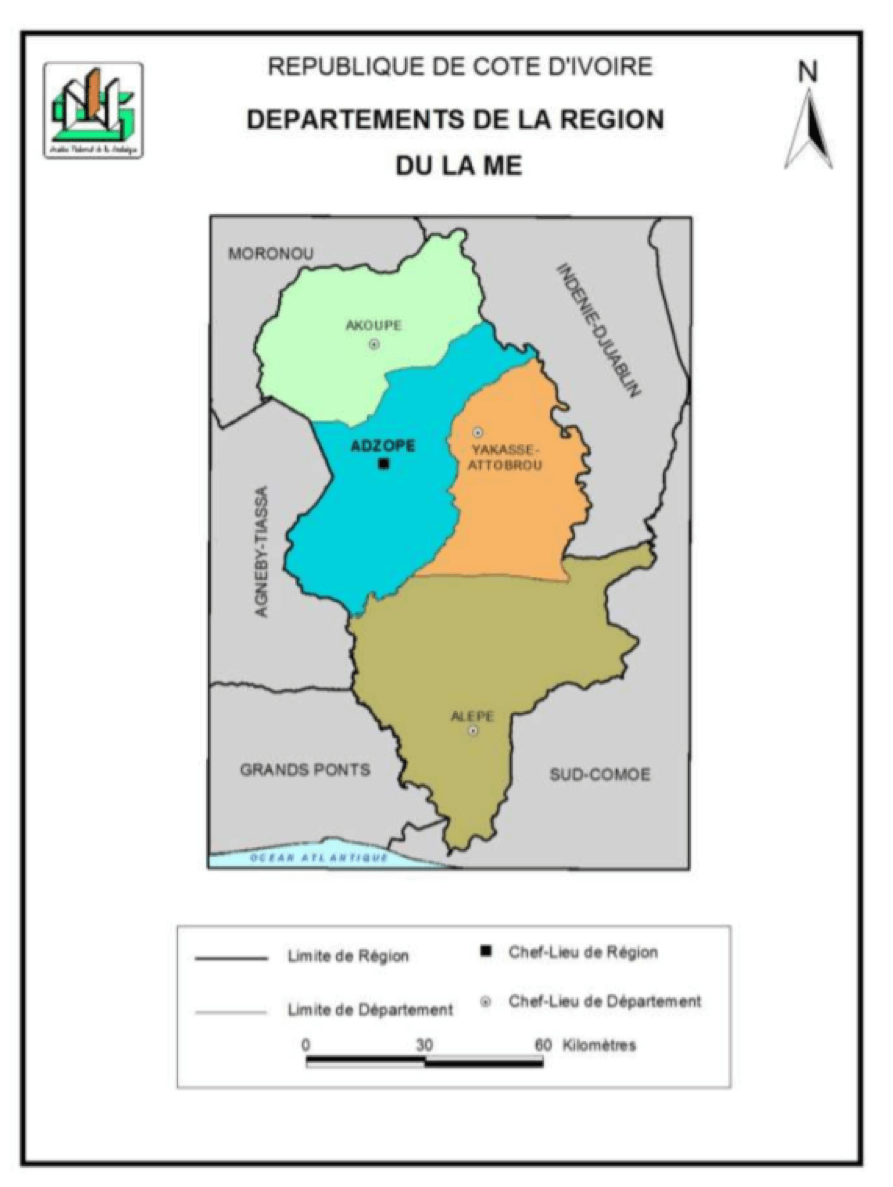 REPUBLIQUE DE COTE D'IVOIRE
DEPARTEMENTS DE LA REGION
DU LA ME
N
MORONOU
INDENIE-DJUABLIN
AKOUPE
ADZOPE
YAKASSE-
ATTOBROU
AGNEBY-TIASSA
ALEPE
GRANDS PONTS
SUD-COMOE
OCEAN ATLANTIQUE
Limite de Région
Chef-Lieu de Région
Limite de Département
Chef-Lieu de Département
0 30 60 Kilomètres